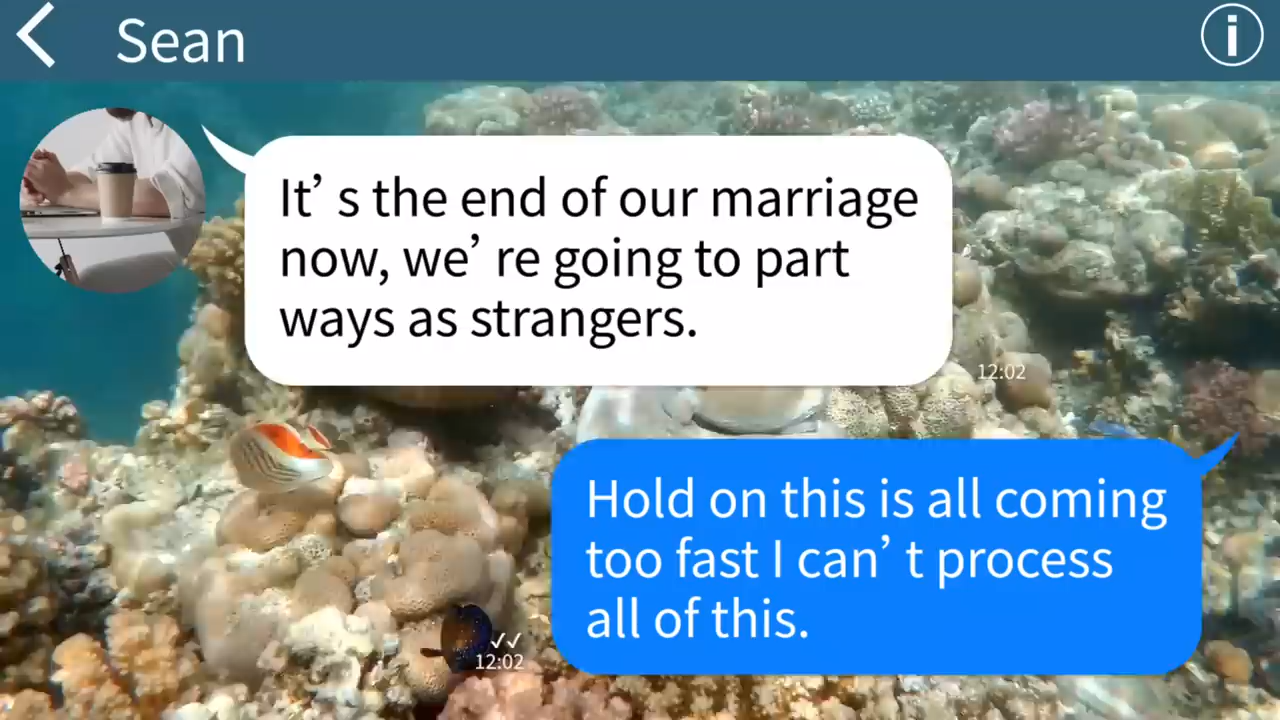 Sean
It’ s the end of our marriage
now, we’ re going to part
ways as strangers.
12:02
Hold on this is all coming
too fast I can’ t process
all of this.
12:02